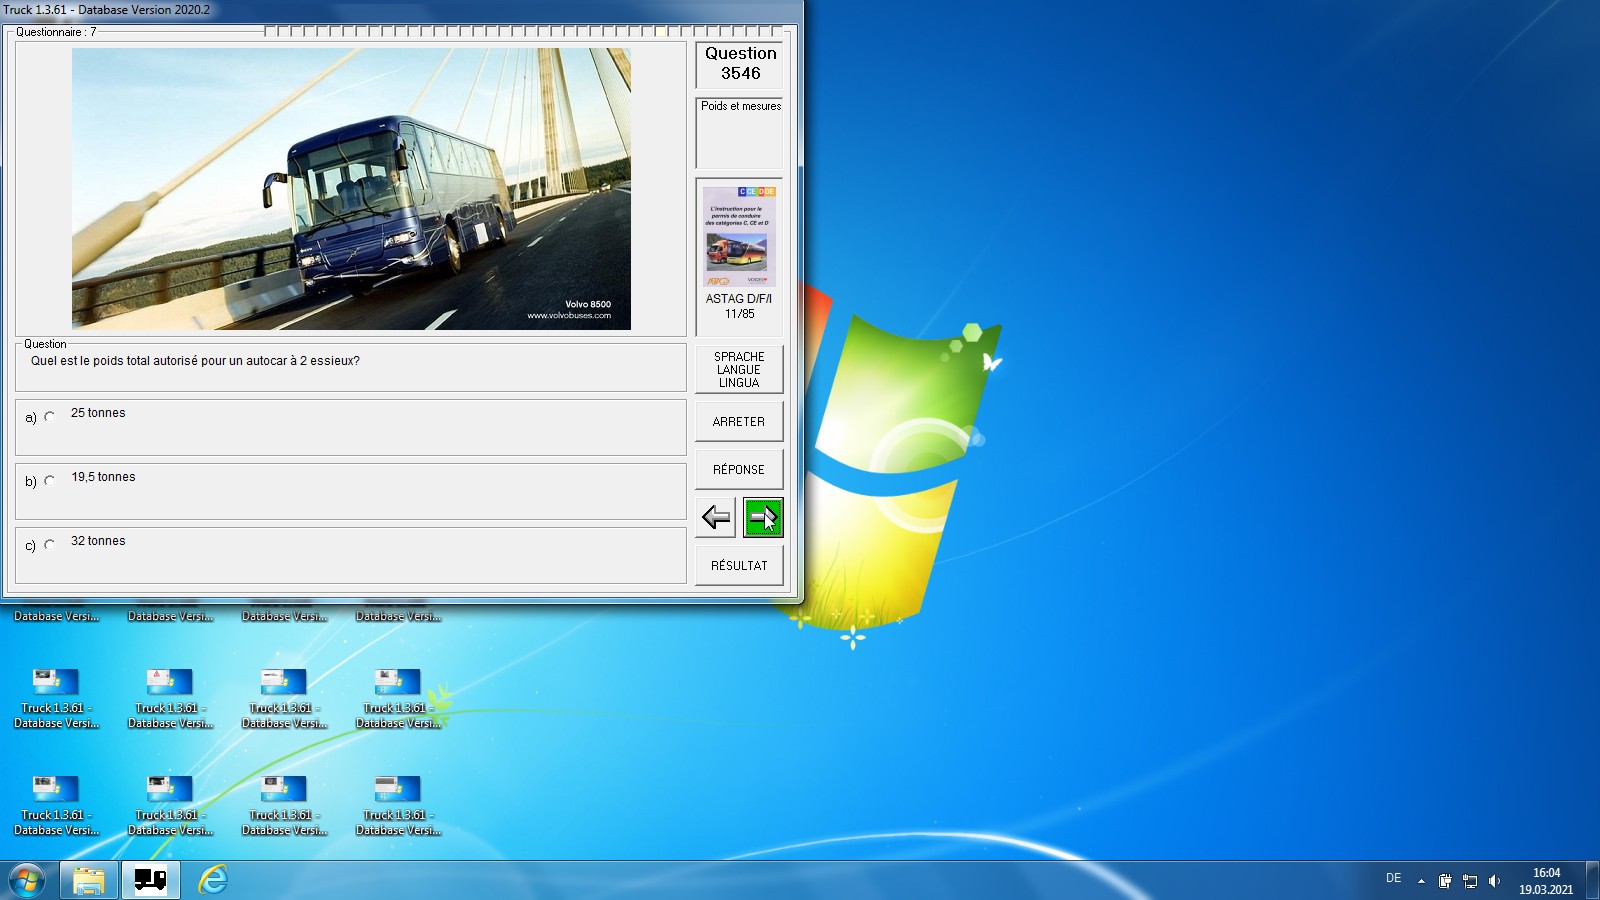 Truck 1.3.61 - Database Version 2020.2
Questionnaire : 7
Volvo 8500
www.volvobuses.com
Question
3546
Poids et mesures
C CE D DE
L'instruction pour le
permis de conduire
des catégories C, CE et D
ASTAG D/F/I
11/85
Question
Quel est le poids total autorisé pour un autocar à 2 essieux?
a) 25 tonnes
b) 19,5 tonnes
c) 32 tonnes
SPRACHE
LANGUE
LINGUA
ARRETER
RÉPONSE
RÉSULTAT
Database Versi... Database Versi... Database Versi... Database Versi...
Truck 1.3.61 - Truck 1.3.61 - Truck 1.3.61 - Truck 1.3.61 -
Database Versi... Database Versi... Database Versi... Database Versi...
Truck 1.3.61 - Truck 1.3.61 - Truck 1.3.61 - Truck 1.3.61 -
Database Versi... Database Versi... Database Versi... Database Versi...
DE
16:04
19.03.2021